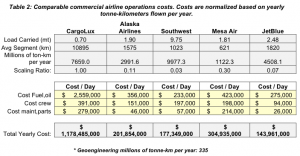 Table 2: Comparable commercial airline operations costs. Costs are normalized based on yearly
tonne-kilometers flown per year.
CargoLux Alaska Airlines Southwest Mesa Air JetBlue
Load Carried (mt) 0.70 1.90 9.75 1.81 2.48
Avg Segment (km) 10895 1575 1023 621 1820
Millions of ton-km per year 7659.0 2991.6 9977.3 1122.3 4508.1
Scaling Ratio: 1.00 0.11 0.03 0.30 0.07
Cost / Day Cost / Day Cost / Day Cost / Day Cost / Day
Cost Fuel,oil $ 2,559,000 $ 356,000 $ 233,000 $ 423,000 $ 275,000
Cost crew $ 391,000 $ 151,000 $ 197,000 $ 198,000 $ 94,000
Cost maint,parts $ 279,000 $ 46,000 $ 57,000 $ 214,000 $ 26,000
Total Yearly Cost: $ 1,178,485,000 $ 201,854,000 $ 177,349,000 $ 304,935,000 $ 143,961,000
* Geoengineering millions of tonne-km per year: 235